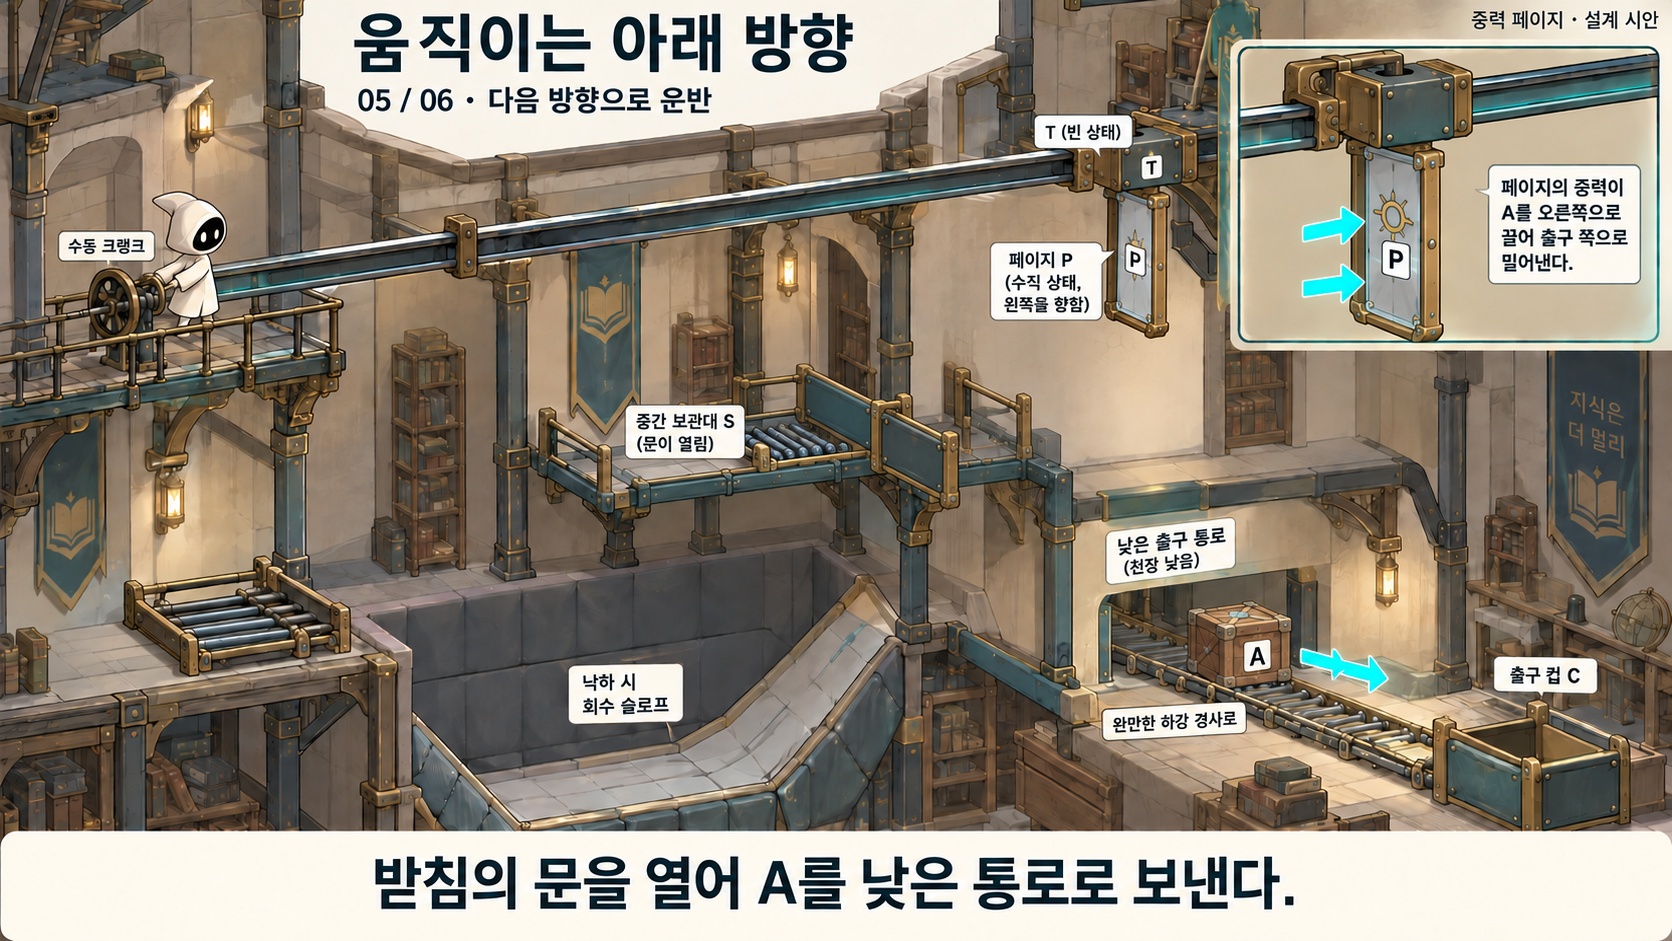 움직이는 아래 방향
05 / 06 · 다음 방향으로 운반
중력 페이지 · 설계 시안
T (빈 상태)
T
수동 크랭크
페이지 P
(수직 상태,
왼쪽을 향함)
P
페이지의 중력이
A를 오른쪽으로
끌어 출구 쪽으로
밀어낸다.
P
중간 보관대 S
(문이 열림)
지식은
더 멀리
낮은 출구 통로
(천장 낮음)
A
낙하 시
회수 슬로프
완만한 하강 경사로
출구 컵 C
받침의 문을 열어 A를 낮은 통로로 보낸다.